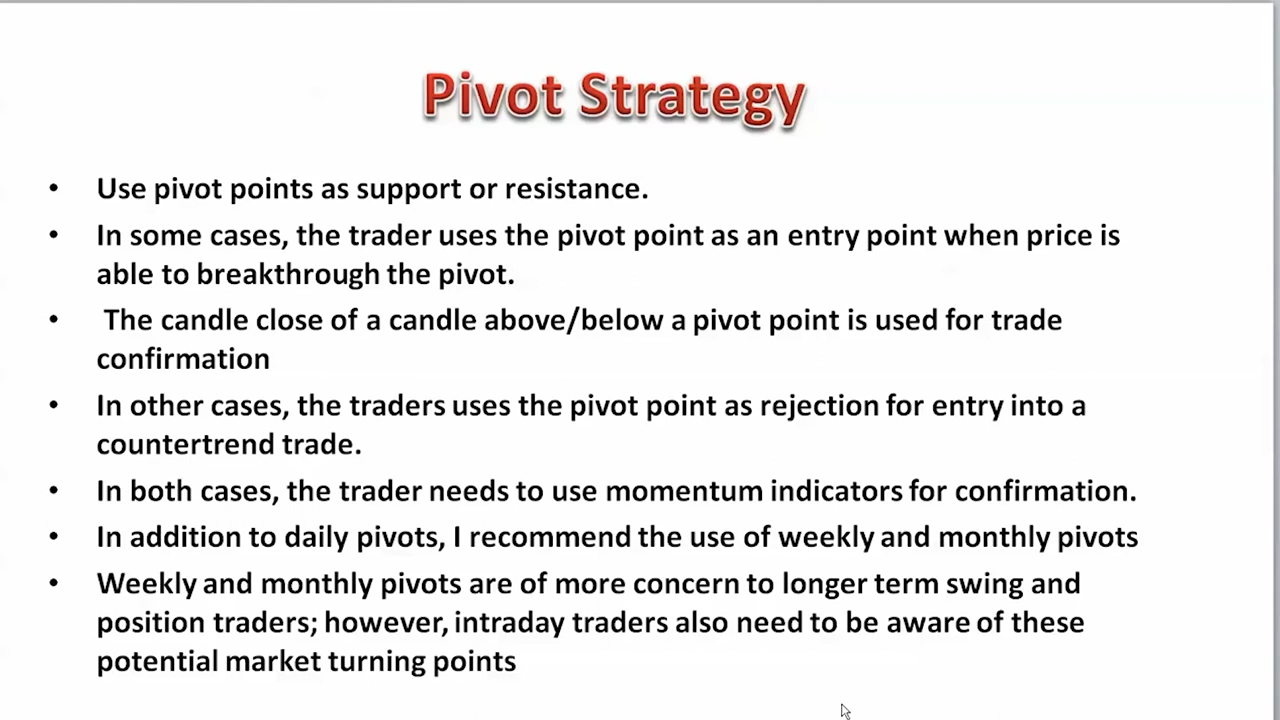 Pivot Strategy
• Use pivot points as support or resistance.
• In some cases, the trader uses the pivot point as an entry point when price is
able to breakthrough the pivot.
• The candle close of a candle above/below a pivot point is used for trade
confirmation
• In other cases, the traders uses the pivot point as rejection for entry into a
countertrend trade.
• In both cases, the trader needs to use momentum indicators for confirmation.
• In addition to daily pivots, I recommend the use of weekly and monthly pivots
• Weekly and monthly pivots are of more concern to longer term swing and
position traders; however, intraday traders also need to be aware of these
potential market turning points